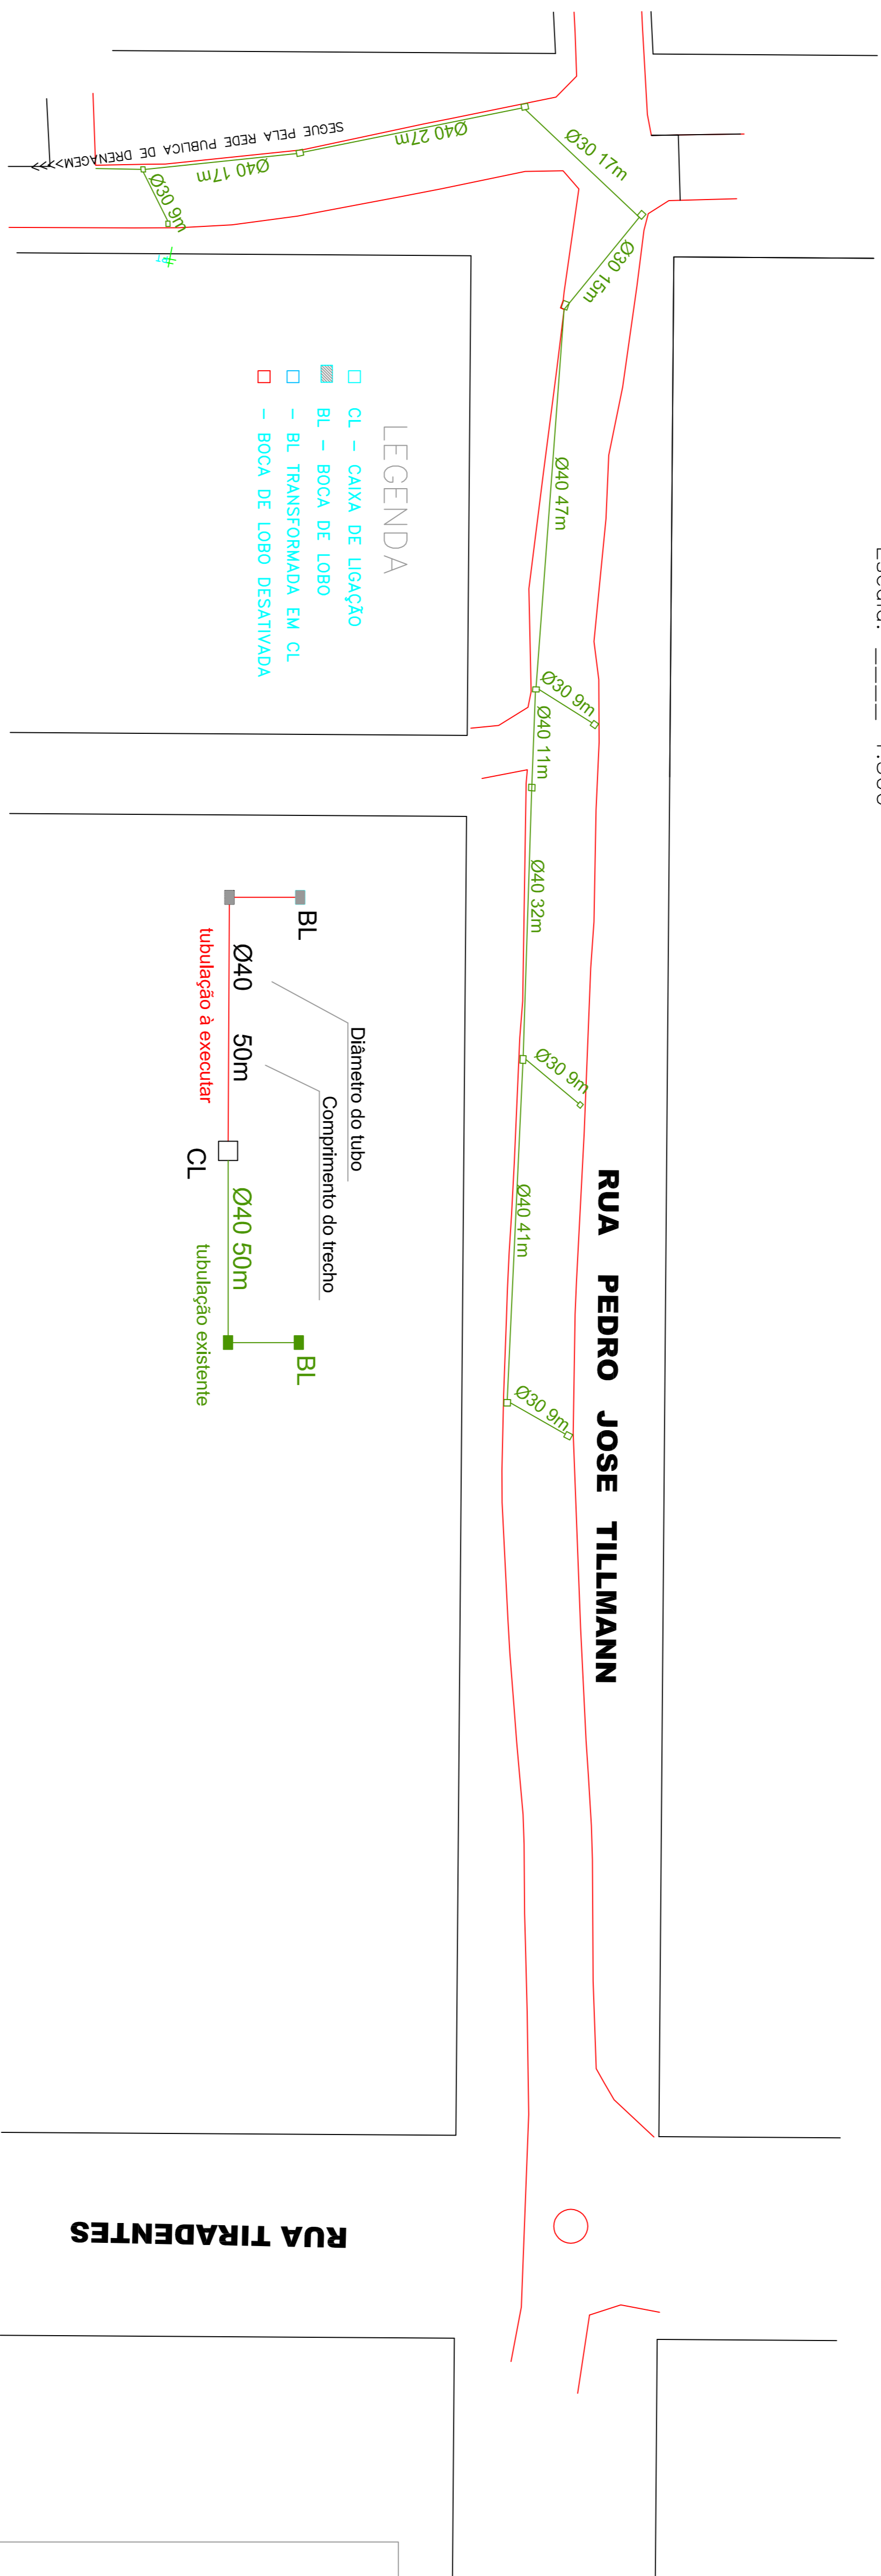 SEGUE PELA REDE PUBLICA DE DRENAGEM>>>>
Ø40 27m
Ø30 17m
Ø40 17m
Ø30 9m
Ø30 15m
Ø40 47m
Ø30 9m
Ø40 11m
Ø40 32m
Ø30 9m
Ø40 41m
Ø30 9m
RUA PEDRO JOSE TILLMANN
LEGENDA
CL – CAIXA DE LIGAÇÃO
BL – BOCA DE LOBO
– BL TRANSFORMADA EM CL
– BOCA DE LOBO DESATIVADA
Diâmetro do tubo
Comprimento do trecho
BL
Ø40 50m
tubulação à executar
CL
Ø40 50m
tubulação existente
BL
RUA TIRADENTES